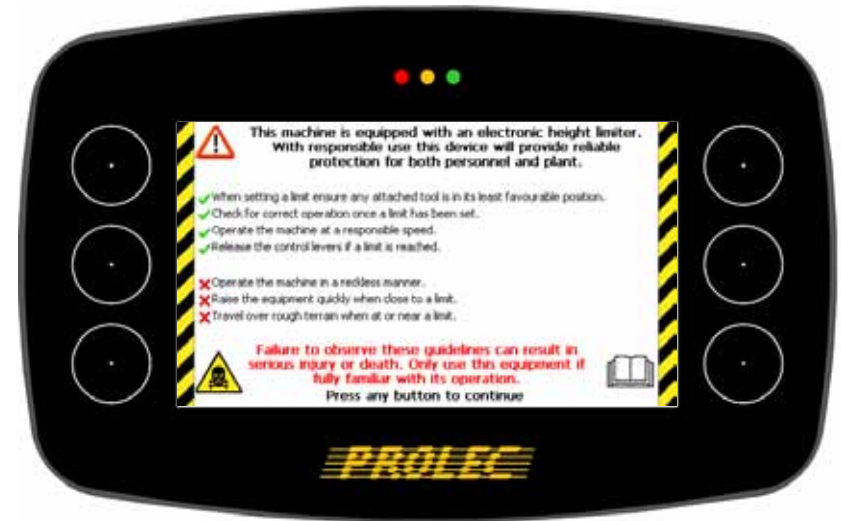 This machine is equipped with an electronic height limiter.
With responsible use this device will provide reliable
protection for both personnel and plant.
When setting a limit ensure any attached tool is in its least favourable position.
Check for correct operation once a limit has been set.
Operate the machine at a responsible speed.
Release the control levers if a limit is reached.
Operate the machine in a reckless manner.
Raise the equipment quickly when close to a limit.
Travel over rough terrain when at or near a limit.
Failure to observe these guidelines can result in
serious injury or death. Only use this equipment if
fully familiar with its operation.
Press any button to continue
PROLEC